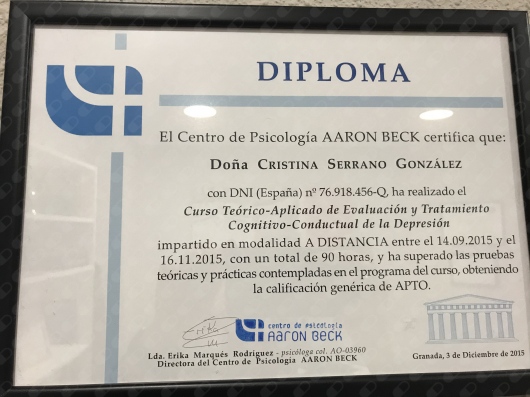 DIPLOMA
El Centro de Psicología AARON BECK certifica que:
Doña CRISTINA SERRANO GONZÁLEZ
con DNI (España) nº 76.918.456-Q, ha realizado el
Curso Teórico-Aplicado de Evaluación y Tratamiento
Cognitivo-Conductual de la Depresión
impartido en modalidad A DISTANCIA entre el 14.09.2015 y el
16.11.2015, con un total de 90 horas, y ha superado las pruebas
teóricas y prácticas contempladas en el programa del curso, obteniendo
la calificación genérica de APTO.
centro de psicología
AARON BECK
Lda. Erika Marqués Rodríguez - psicóloga col. AO-03960
Directora del Centro de Psicología AARON BECK
Granada, 3 de Diciembre de 2015